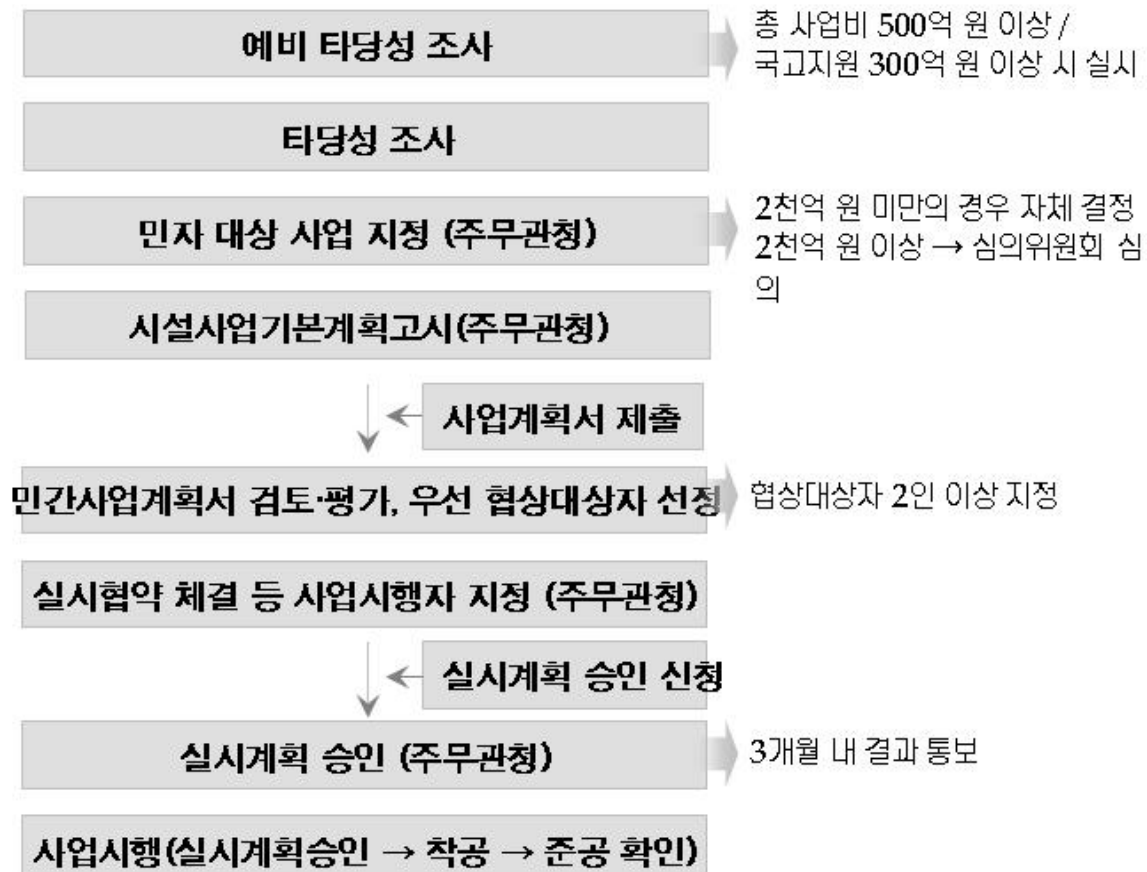 예비 타당성 조사
총 사업비 500억 원 이상 /
국고지원 300억 원 이상 시 실시
타당성 조사
민자 대상 사업 지정 (주무관청)
2천억 원 미만의 경우 자체 결정
2천억 원 이상 → 심의위원회 심
의
시설사업기본계획고시(주무관청)
사업계획서 제출
민간사업계획서 검토·평가, 우선 협상대상자 선정
협상대상자 2인 이상 지정
실시협약 체결 등 사업시행자 지정 (주무관청)
실시계획 승인 신청
실시계획 승인 (주무관청)
3개월 내 결과 통보
사업시행(실시계획승인 → 착공 → 준공 확인)